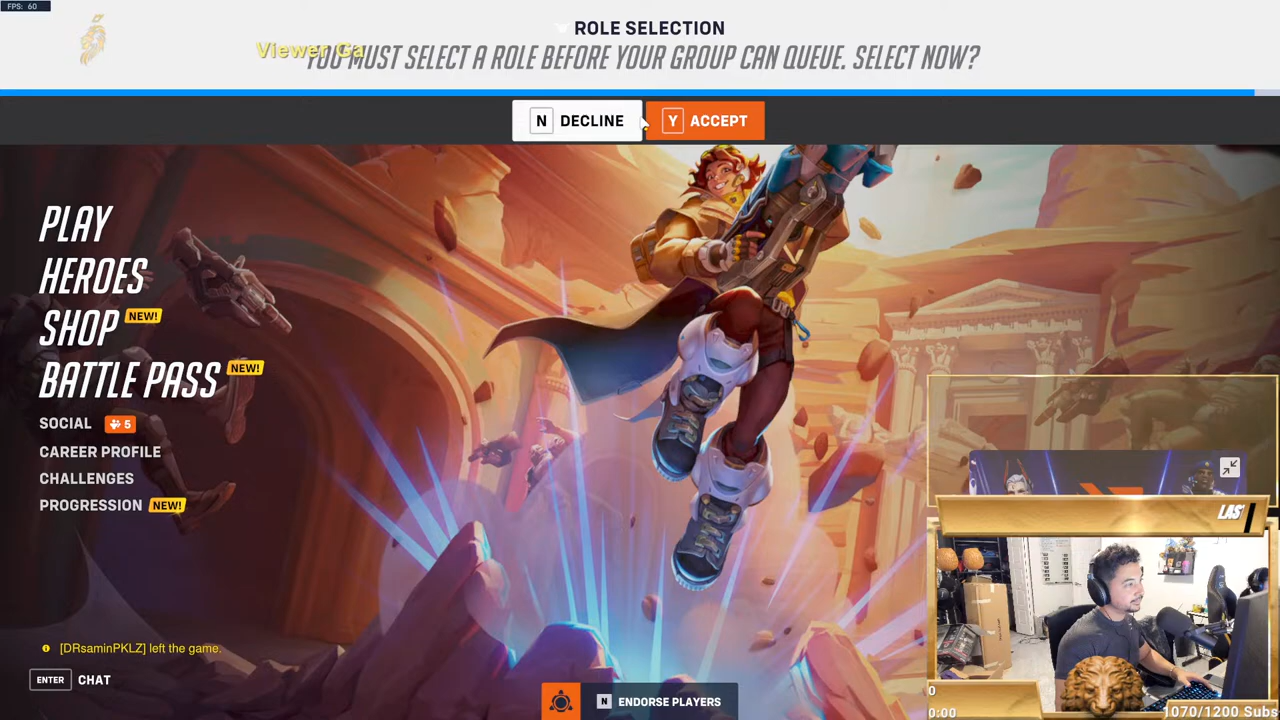 FPS: 60
ROLE SELECTION
Viewer Ga
YOU MUST SELECT A ROLE BEFORE YOUR GROUP CAN QUEUE. SELECT NOW?
N DECLINE
Y ACCEPT
PLAY
HEROES
SHOP NEW!
BATTLE PASS NEW!
SOCIAL 5
CAREER PROFILE
CHALLENGES
PROGRESSION NEW!
LAS
[DRsaminPKLZ] left the game.
ENTER CHAT
N ENDORSE PLAYERS
0
0:00
1070/1200 Subs